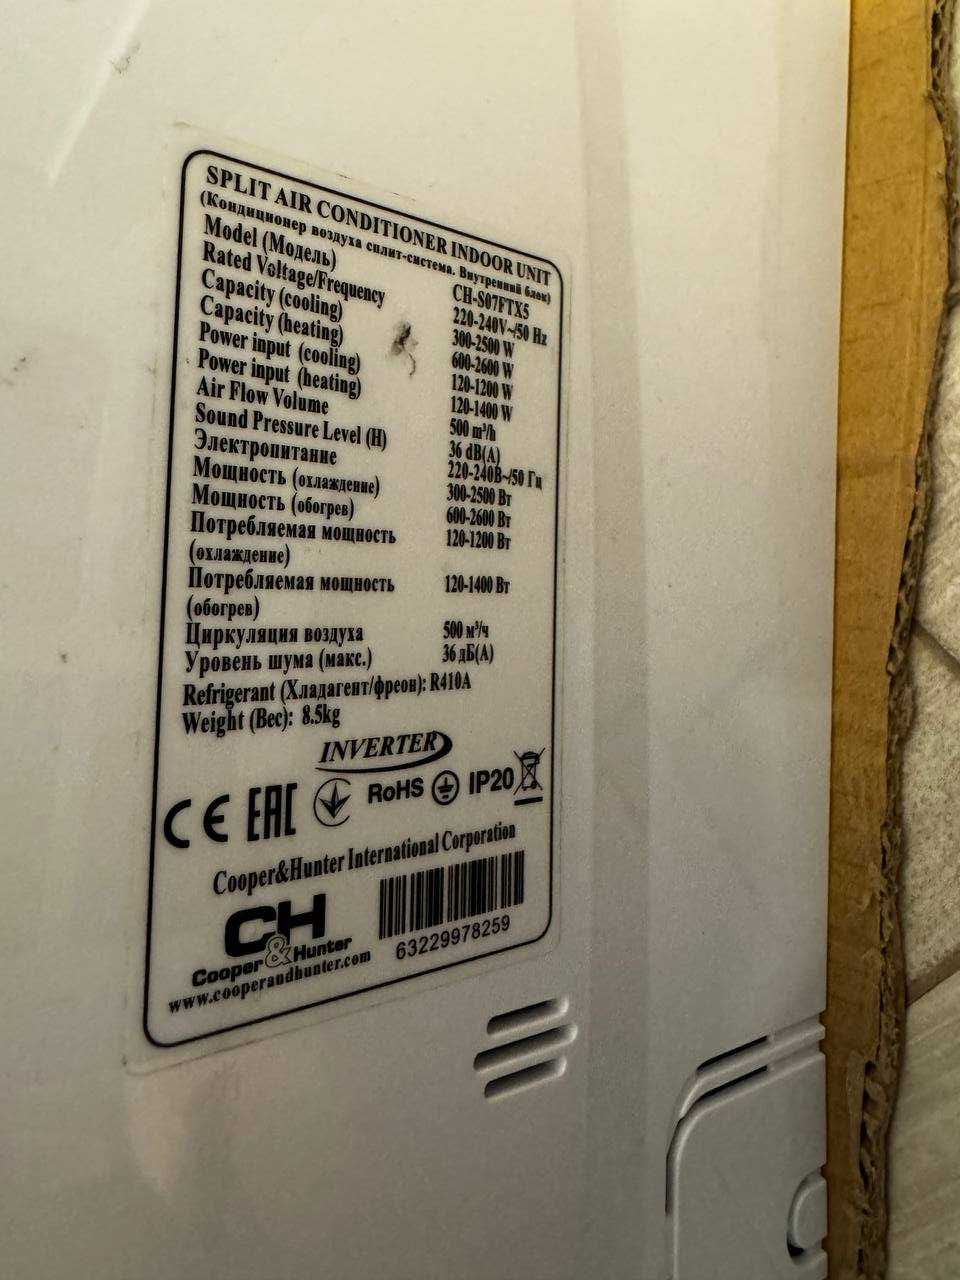 SPLIT AIR CONDITIONER INDOOR UNIT
(Кондиционер воздуха сплит-система. Внутренний блок)
Model (Модель) CH-S07FTX5
Rated Voltage/Frequency 220-240V~/50 Hz
Capacity (cooling) 300-2500 W
Capacity (heating) 600-2600 W
Power input (cooling) 120-1200 W
Power input (heating) 120-1400 W
Air Flow Volume 500 m³/h
Sound Pressure Level (H) 36 dB(A)
Электропитание 220-240В~/50 Гц
Мощность (охлаждение) 300-2500 Вт
Мощность (обогрев) 600-2600 Вт
Потребляемая мощность 120-1200 Вт
(охлаждение)
Потребляемая мощность 120-1400 Вт
(обогрев)
Циркуляция воздуха 500 м³/ч
Уровень шума (макс.) 36 дБ(А)
Refrigerant (Хладагент/фреон): R410A
Weight (Вес): 8.5kg
INVERTER
CE EAC RoHS IP20
Cooper&Hunter International Corporation
CH
Cooper & Hunter
www.cooperandhunter.com
63229978259